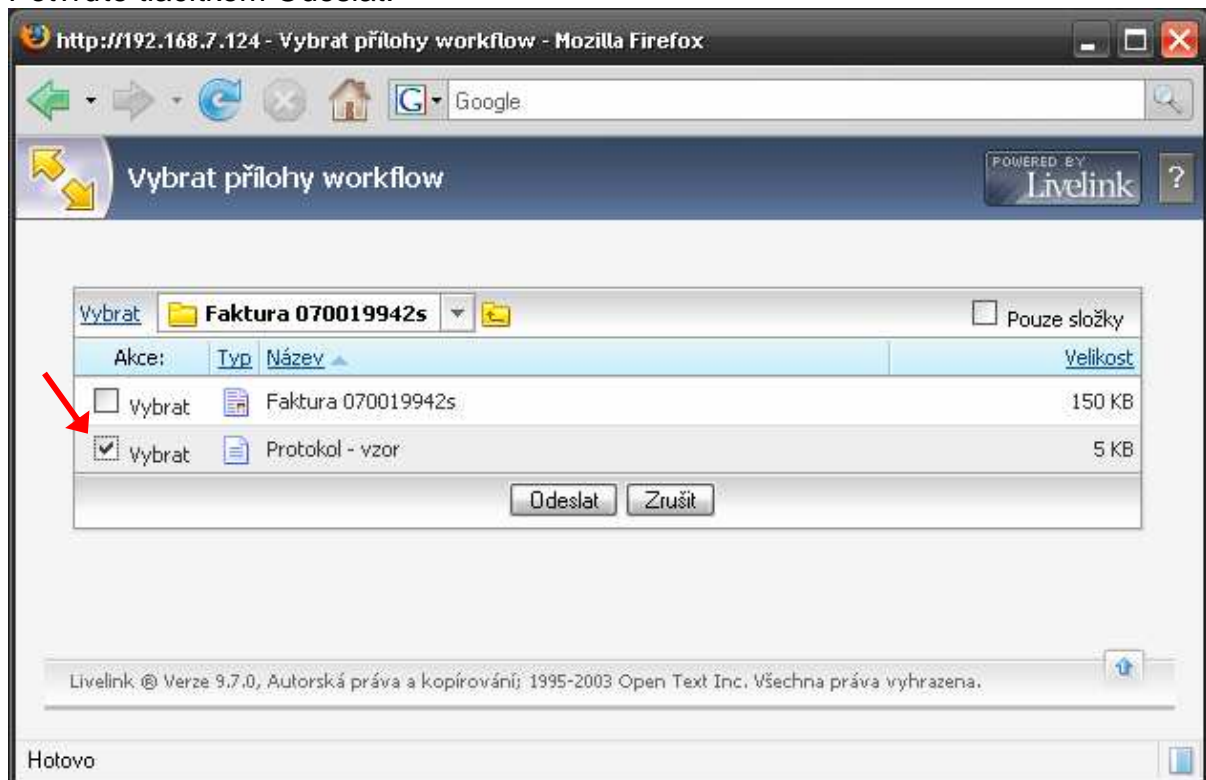 Potvrďte tlačítkem Odeslat.
http://192.168.7.124 - Vybrat přílohy workflow - Mozilla Firefox
G Google
Vybrat přílohy workflow
POWERED BY
Livelink ?
Vybrat Faktura 070019942s Pouze složky
Akce: Typ Název Velikost
Vybrat Faktura 070019942s 150 KB
Vybrat Protokol - vzor 5 KB
Odeslat Zrušit
Livelink ® Verze 9.7.0, Autorská práva a kopírování; 1995-2003 Open Text Inc. Všechna práva vyhrazena.
Hotovo